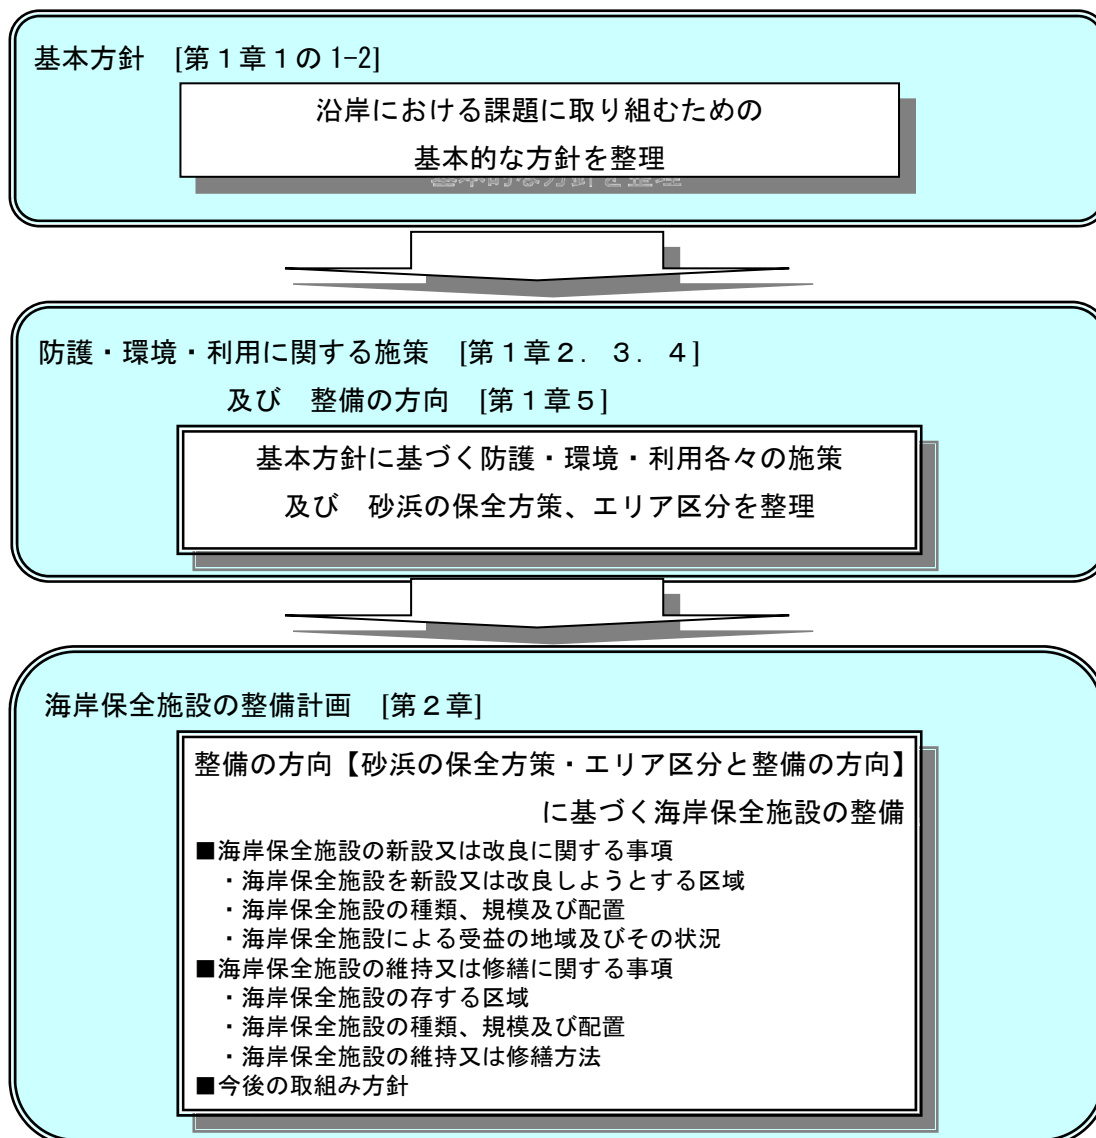 基本方針　[第１章１の 1-2]
沿岸における課題に取り組むための
基本的な方針を整理
防護・環境・利用に関する施策　[第１章２．３．４]
及び　整備の方向　[第１章５]
基本方針に基づく防護・環境・利用各々の施策
及び　砂浜の保全方策、エリア区分を整理
海岸保全施設の整備計画　[第２章]
整備の方向【砂浜の保全方策・エリア区分と整備の方向】
に基づく海岸保全施設の整備
■海岸保全施設の新設又は改良に関する事項
・海岸保全施設を新設又は改良しようとする区域
・海岸保全施設の種類、規模及び配置
・海岸保全施設による受益の地域及びその状況
■海岸保全施設の維持又は修繕に関する事項
・海岸保全施設の存する区域
・海岸保全施設の種類、規模及び配置
・海岸保全施設の維持又は修繕方法
■今後の取組み方針